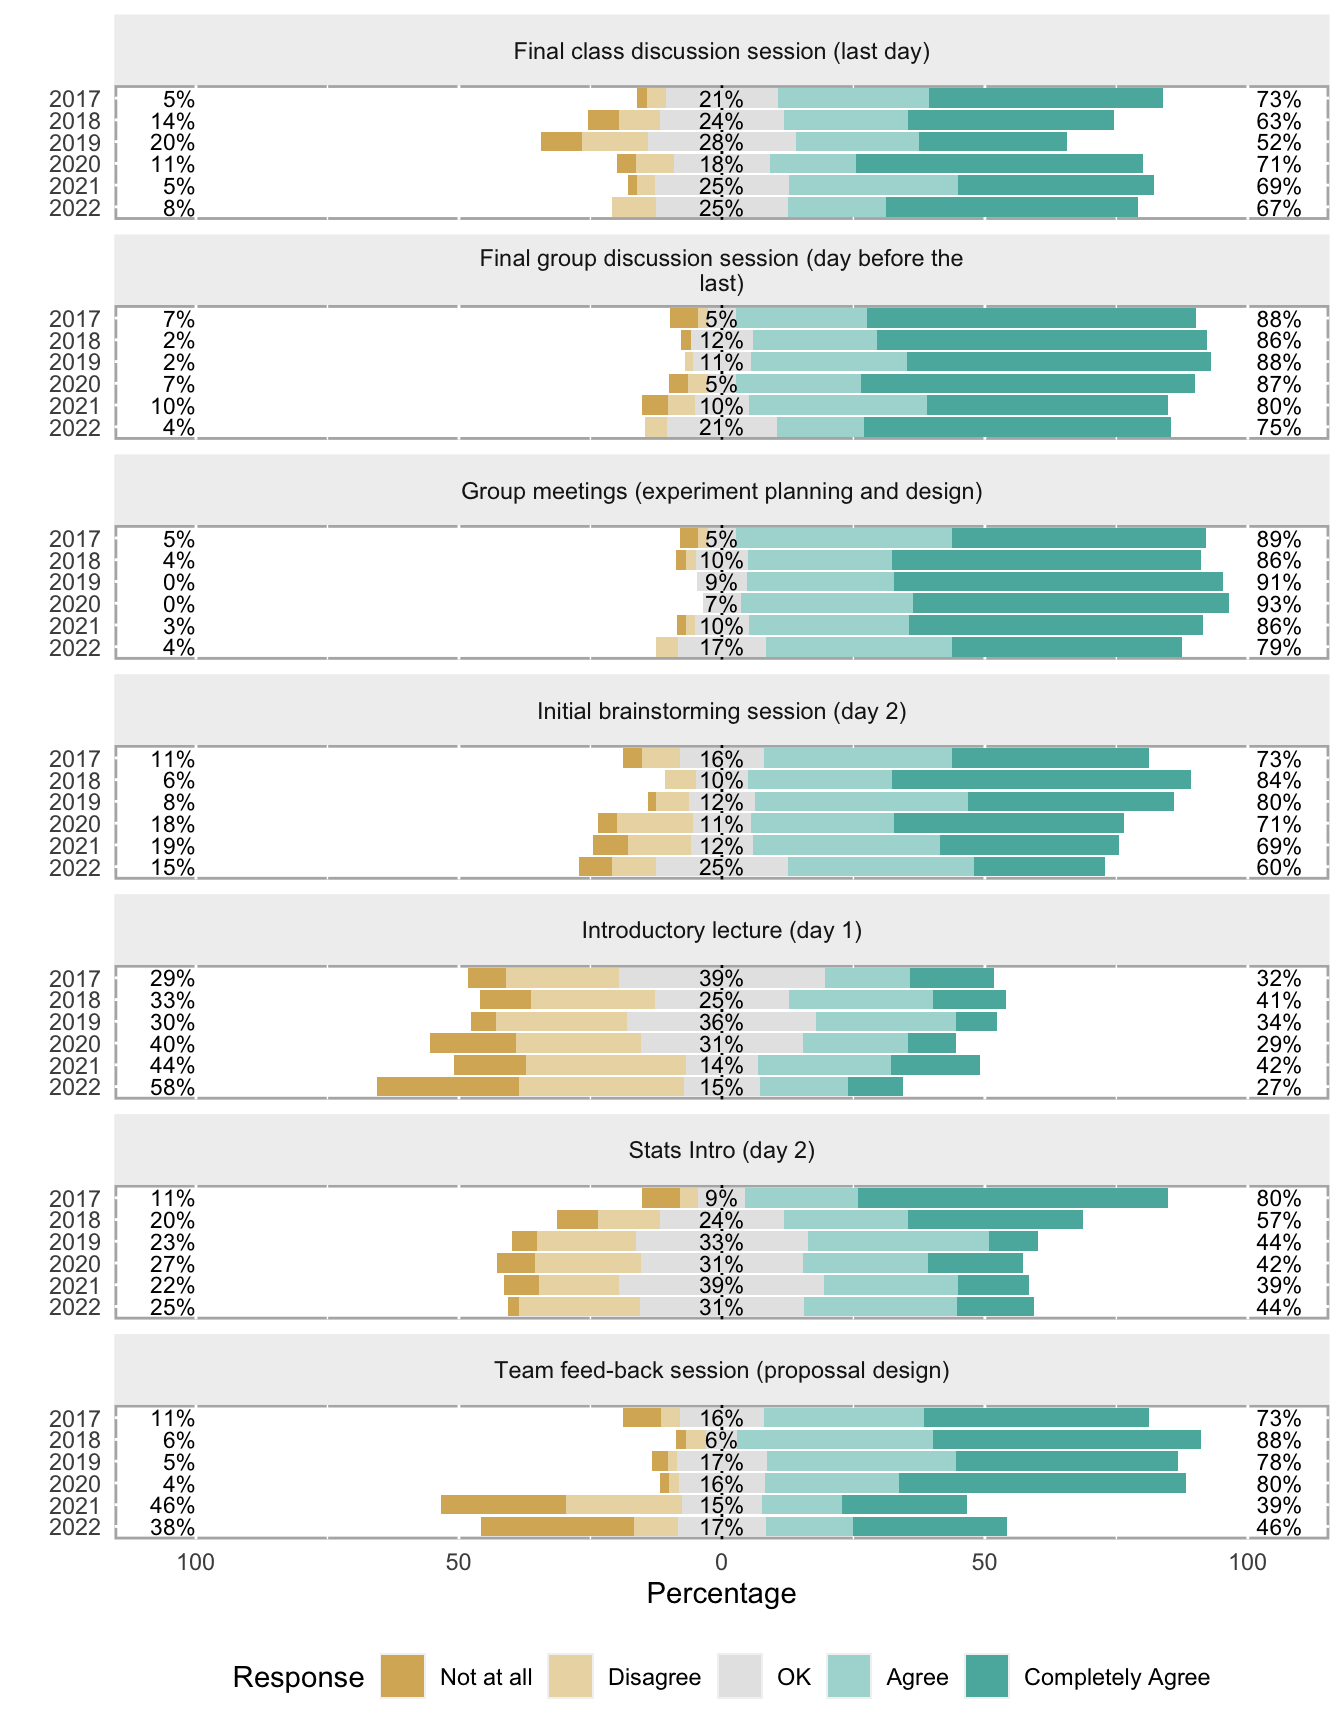 Final class discussion session (last day)
2017 5% 21% 73%
2018 14% 24% 63%
2019 20% 28% 52%
2020 11% 18% 71%
2021 5% 25% 69%
2022 8% 25% 67%
Final group discussion session (day before the
last)
2017 7% 5% 88%
2018 2% 12% 86%
2019 2% 11% 88%
2020 7% 5% 87%
2021 10% 10% 80%
2022 4% 21% 75%
Group meetings (experiment planning and design)
2017 5% 5% 89%
2018 4% 10% 86%
2019 0% 9% 91%
2020 0% 7% 93%
2021 3% 10% 86%
2022 4% 17% 79%
Initial brainstorming session (day 2)
2017 11% 16% 73%
2018 6% 10% 84%
2019 8% 12% 80%
2020 18% 11% 71%
2021 19% 12% 69%
2022 15% 25% 60%
Introductory lecture (day 1)
2017 29% 39% 32%
2018 33% 25% 41%
2019 30% 36% 34%
2020 40% 31% 29%
2021 44% 14% 42%
2022 58% 15% 27%
Stats Intro (day 2)
2017 11% 9% 80%
2018 20% 24% 57%
2019 23% 33% 44%
2020 27% 31% 42%
2021 22% 39% 39%
2022 25% 31% 44%
Team feed-back session (propossal design)
2017 11% 16% 73%
2018 6% 6% 88%
2019 5% 17% 78%
2020 4% 16% 80%
2021 46% 15% 39%
2022 38% 17% 46%
100 50 0 50 100
Percentage
Response Not at all Disagree OK Agree Completely Agree